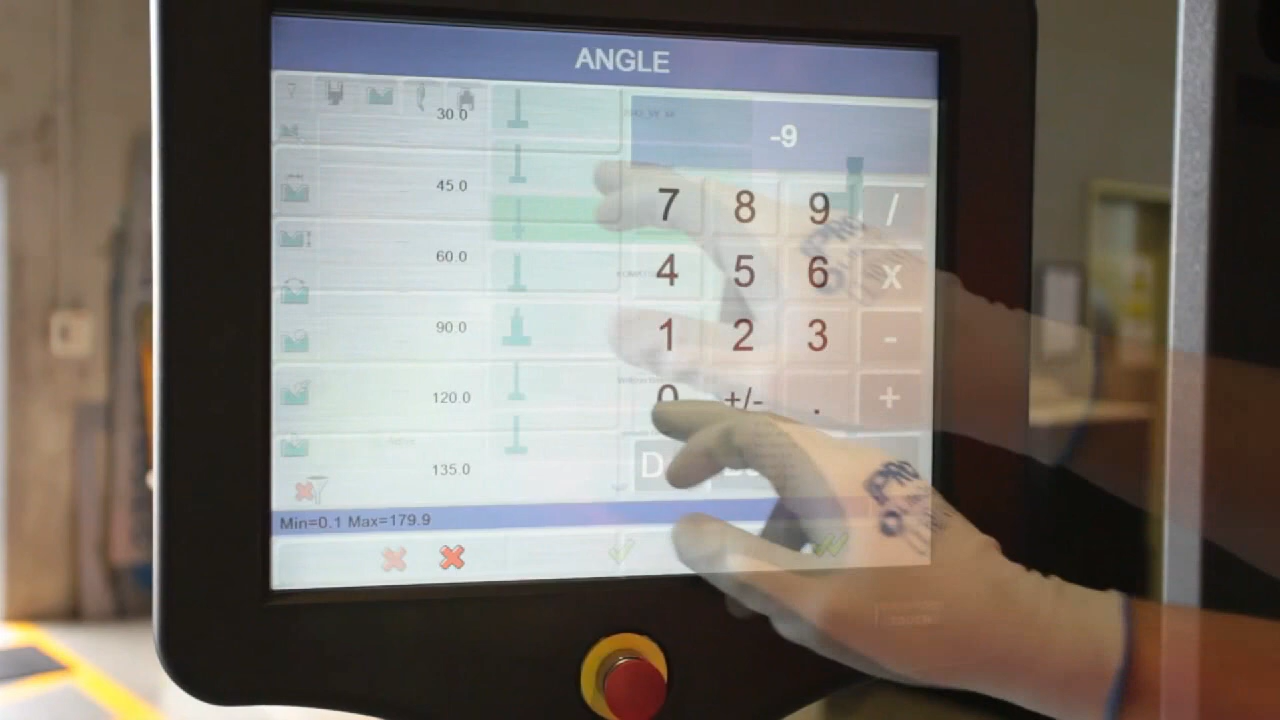 ANGLE
-9
30.0
45.0
60.0
90.0
120.0
135.0
7 8 9 /
4 5 6 x
1 2 3 -
0 +/- . +
D
Min=0.1 Max=179.9
PRO